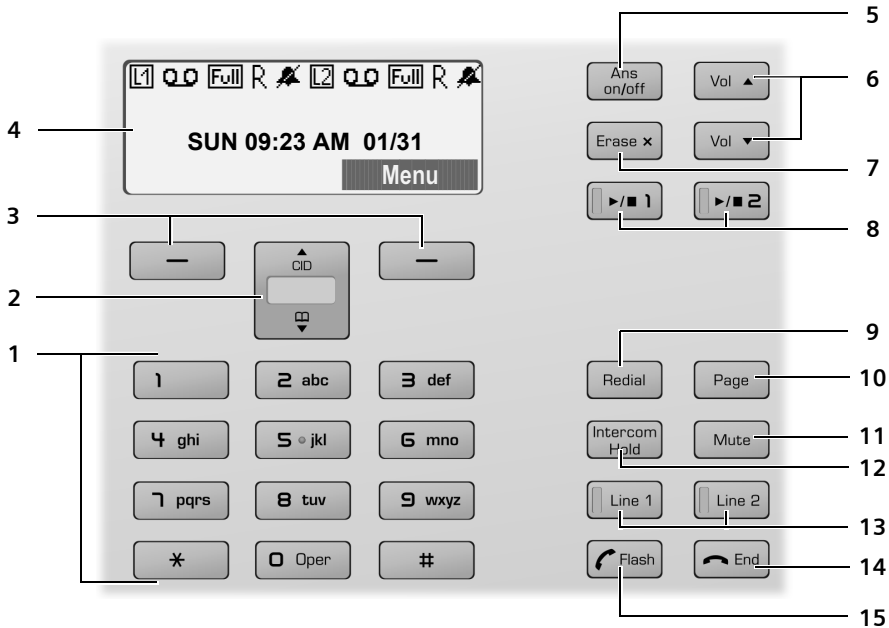 5
L1 Full R L2 Full R
Ans on/off
Vol ▲
6
4
SUN 09:23 AM 01/31
Erase ×
Vol ▼
Menu
7
▶/■ 1
▶/■ 2
3
8
CID
2
9
1
1
2 abc
3 def
Redial
Page
10
4 ghi
5 jkl
6 mno
Intercom
Hold
Mute
11
12
7 pqrs
8 tuv
9 wxyz
Line 1
Line 2
13
*
0 Oper
#
Flash
End
14
15